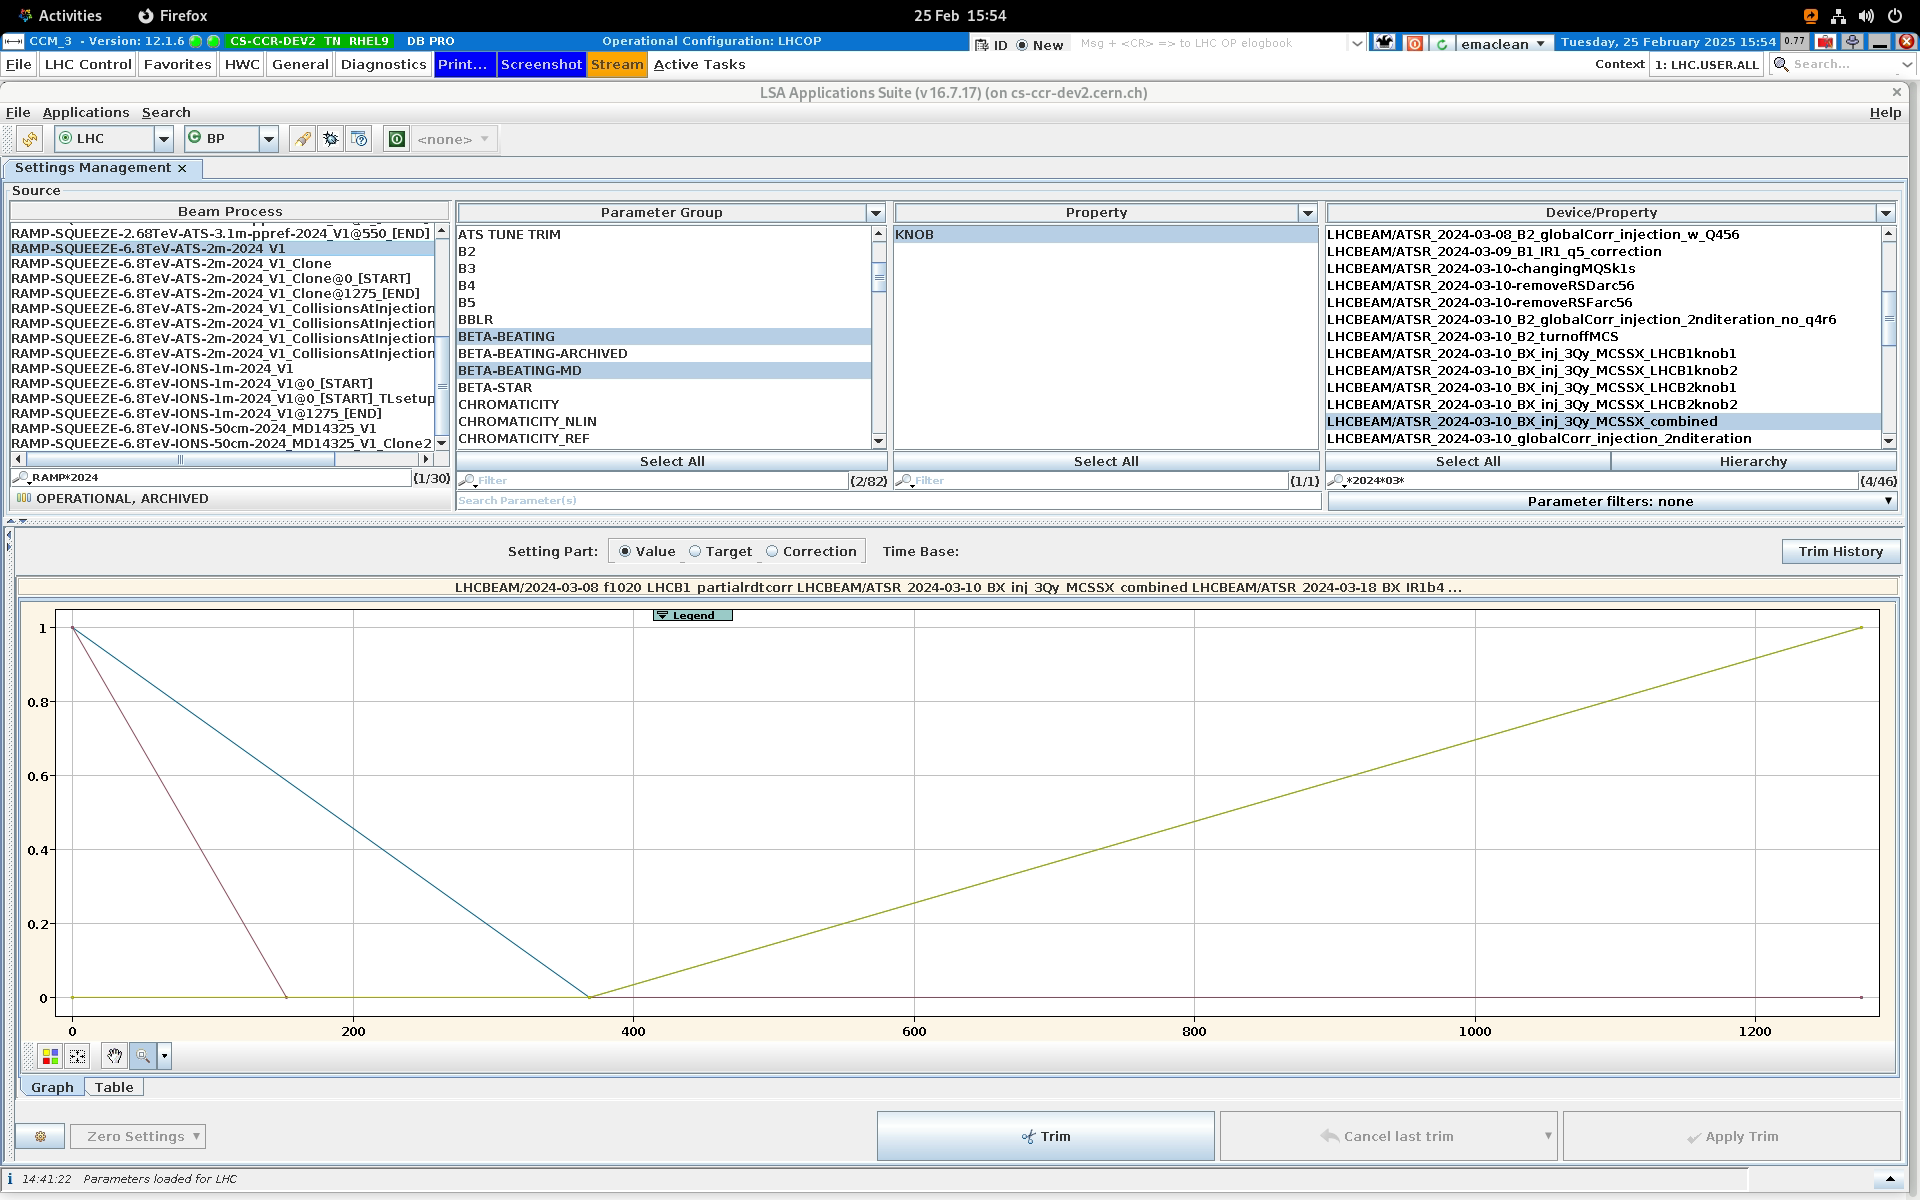 Activities
Firefox
25 Feb 15:54
CCM_3 - Version: 12.1.6
CS-CCR-DEV2 TN RHEL9
DB PRO
Operational Configuration: LHCOP
ID
New
Msg + <CR> => to LHC OP elogbook
emaclean
Tuesday, 25 February 2025 15:54
0.77
File
LHC Control
Favorites
HWC
General
Diagnostics
Print...
Screenshot
Stream
Active Tasks
Context
1: LHC.USER.ALL
Search...
LSA Applications Suite (v 16.7.17) (on cs-ccr-dev2.cern.ch)
File
Applications
Search
Help
LHC
BP
<none>
Settings Management
Source
Beam Process
RAMP-SQUEEZE-2.68TeV-ATS-3.1m-ppref-2024_V1@550_[END]
RAMP-SQUEEZE-6.8TeV-ATS-2m-2024_V1
RAMP-SQUEEZE-6.8TeV-ATS-2m-2024_V1_Clone
RAMP-SQUEEZE-6.8TeV-ATS-2m-2024_V1_Clone@0_[START]
RAMP-SQUEEZE-6.8TeV-ATS-2m-2024_V1_Clone@1275_[END]
RAMP-SQUEEZE-6.8TeV-ATS-2m-2024_V1_CollisionsAtInjection
RAMP-SQUEEZE-6.8TeV-ATS-2m-2024_V1_CollisionsAtInjection
RAMP-SQUEEZE-6.8TeV-ATS-2m-2024_V1_CollisionsAtInjection
RAMP-SQUEEZE-6.8TeV-ATS-2m-2024_V1_CollisionsAtInjection
RAMP-SQUEEZE-6.8TeV-IONS-1m-2024_V1
RAMP-SQUEEZE-6.8TeV-IONS-1m-2024_V1@0_[START]
RAMP-SQUEEZE-6.8TeV-IONS-1m-2024_V1@0_[START]_TLsetup
RAMP-SQUEEZE-6.8TeV-IONS-1m-2024_V1@1275_[END]
RAMP-SQUEEZE-6.8TeV-IONS-50cm-2024_MD14325_V1
RAMP-SQUEEZE-6.8TeV-IONS-50cm-2024_MD14325_V1_Clone2
RAMP*2024
(1/30)
OPERATIONAL, ARCHIVED
Parameter Group
ATS TUNE TRIM
B2
B3
B4
B5
BBLR
BETA-BEATING
BETA-BEATING-ARCHIVED
BETA-BEATING-MD
BETA-STAR
CHROMATICITY
CHROMATICITY_NLIN
CHROMATICITY_REF
Select All
Filter
(2/82)
Search Parameter(s)
Property
KNOB
Select All
Filter
(1/1)
Device/Property
LHCBEAM/ATSR_2024-03-08_B2_globalCorr_injection_w_Q456
LHCBEAM/ATSR_2024-03-09_B1_IR1_q5_correction
LHCBEAM/ATSR_2024-03-10-changingMQSk1s
LHCBEAM/ATSR_2024-03-10-removeRSDarc56
LHCBEAM/ATSR_2024-03-10-removeRSFarc56
LHCBEAM/ATSR_2024-03-10_B2_globalCorr_injection_2nditeration_no_q4r6
LHCBEAM/ATSR_2024-03-10_B2_turnoffMCS
LHCBEAM/ATSR_2024-03-10_BX_inj_3Qy_MCSSX_LHCB1knob1
LHCBEAM/ATSR_2024-03-10_BX_inj_3Qy_MCSSX_LHCB1knob2
LHCBEAM/ATSR_2024-03-10_BX_inj_3Qy_MCSSX_LHCB2knob1
LHCBEAM/ATSR_2024-03-10_BX_inj_3Qy_MCSSX_LHCB2knob2
LHCBEAM/ATSR_2024-03-10_BX_inj_3Qy_MCSSX_combined
LHCBEAM/ATSR_2024-03-10_globalCorr_injection_2nditeration
Select All
Hierarchy
*2024*03*
(4/46)
Parameter filters: none
Setting Part:
Value
Target
Correction
Time Base:
Trim History
LHCBEAM/2024-03-08 f1020 LHCB1 partialrdtcorr LHCBEAM/ATSR 2024-03-10 BX inj 3Qy MCSSX combined LHCBEAM/ATSR 2024-03-18 BX IR1b4 ...
Legend
1
0.8
0.6
0.4
0.2
0
0
200
400
600
800
1000
1200
Graph
Table
Zero Settings
Trim
Cancel last trim
Apply Trim
14:41:22 Parameters loaded for LHC